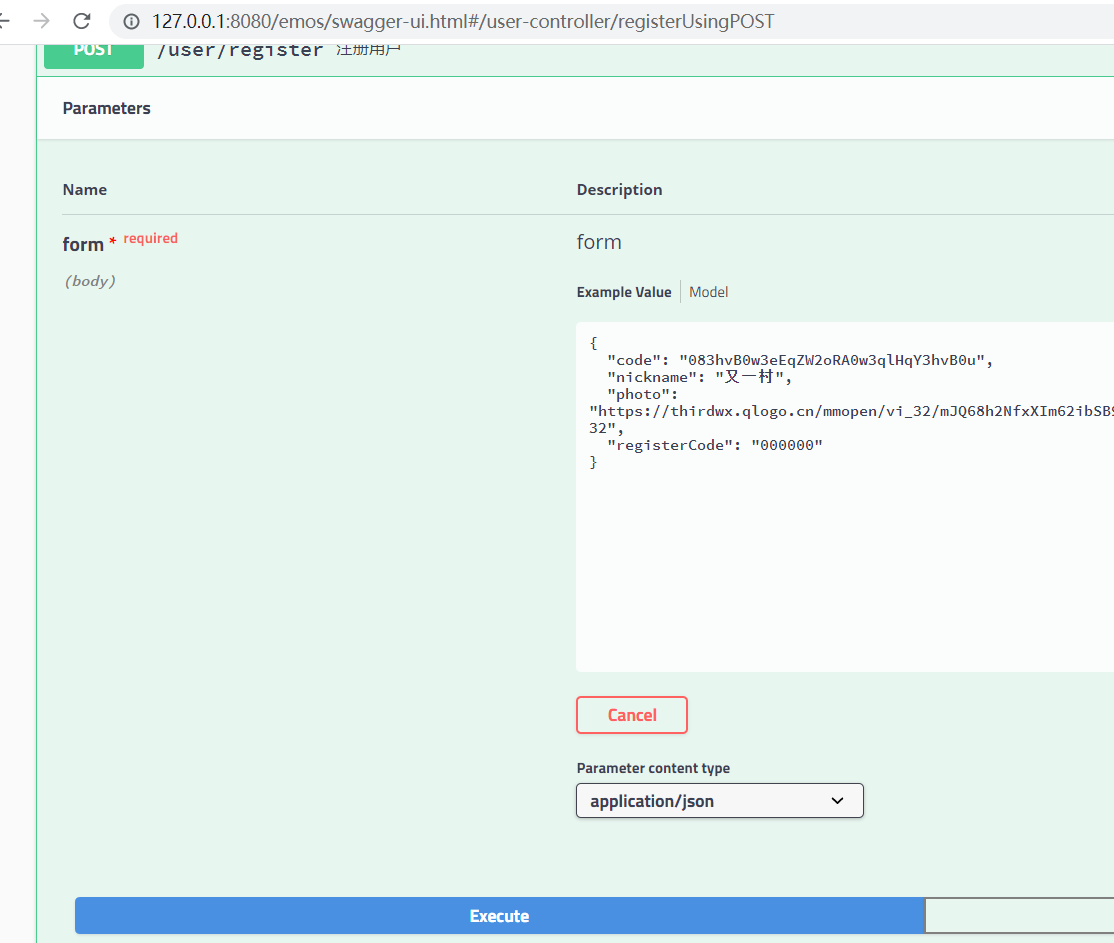 127.0.0.1:8080/emos/swagger-ui.html#/user-controller/registerUsingPOST
POST /user/register 注册用户
Parameters
Name Description
form * required form
(body)
Example Value Model
{
"code": "083hvB0w3eEqZW2oRA0w3qlHqY3hvB0u",
"nickname": "又一村",
"photo":
"https://thirdwx.qlogo.cn/mmopen/vi_32/mJQ68h2NfxXIm62ibSB9
32",
"registerCode": "000000"
}
Cancel
Parameter content type
application/json
Execute